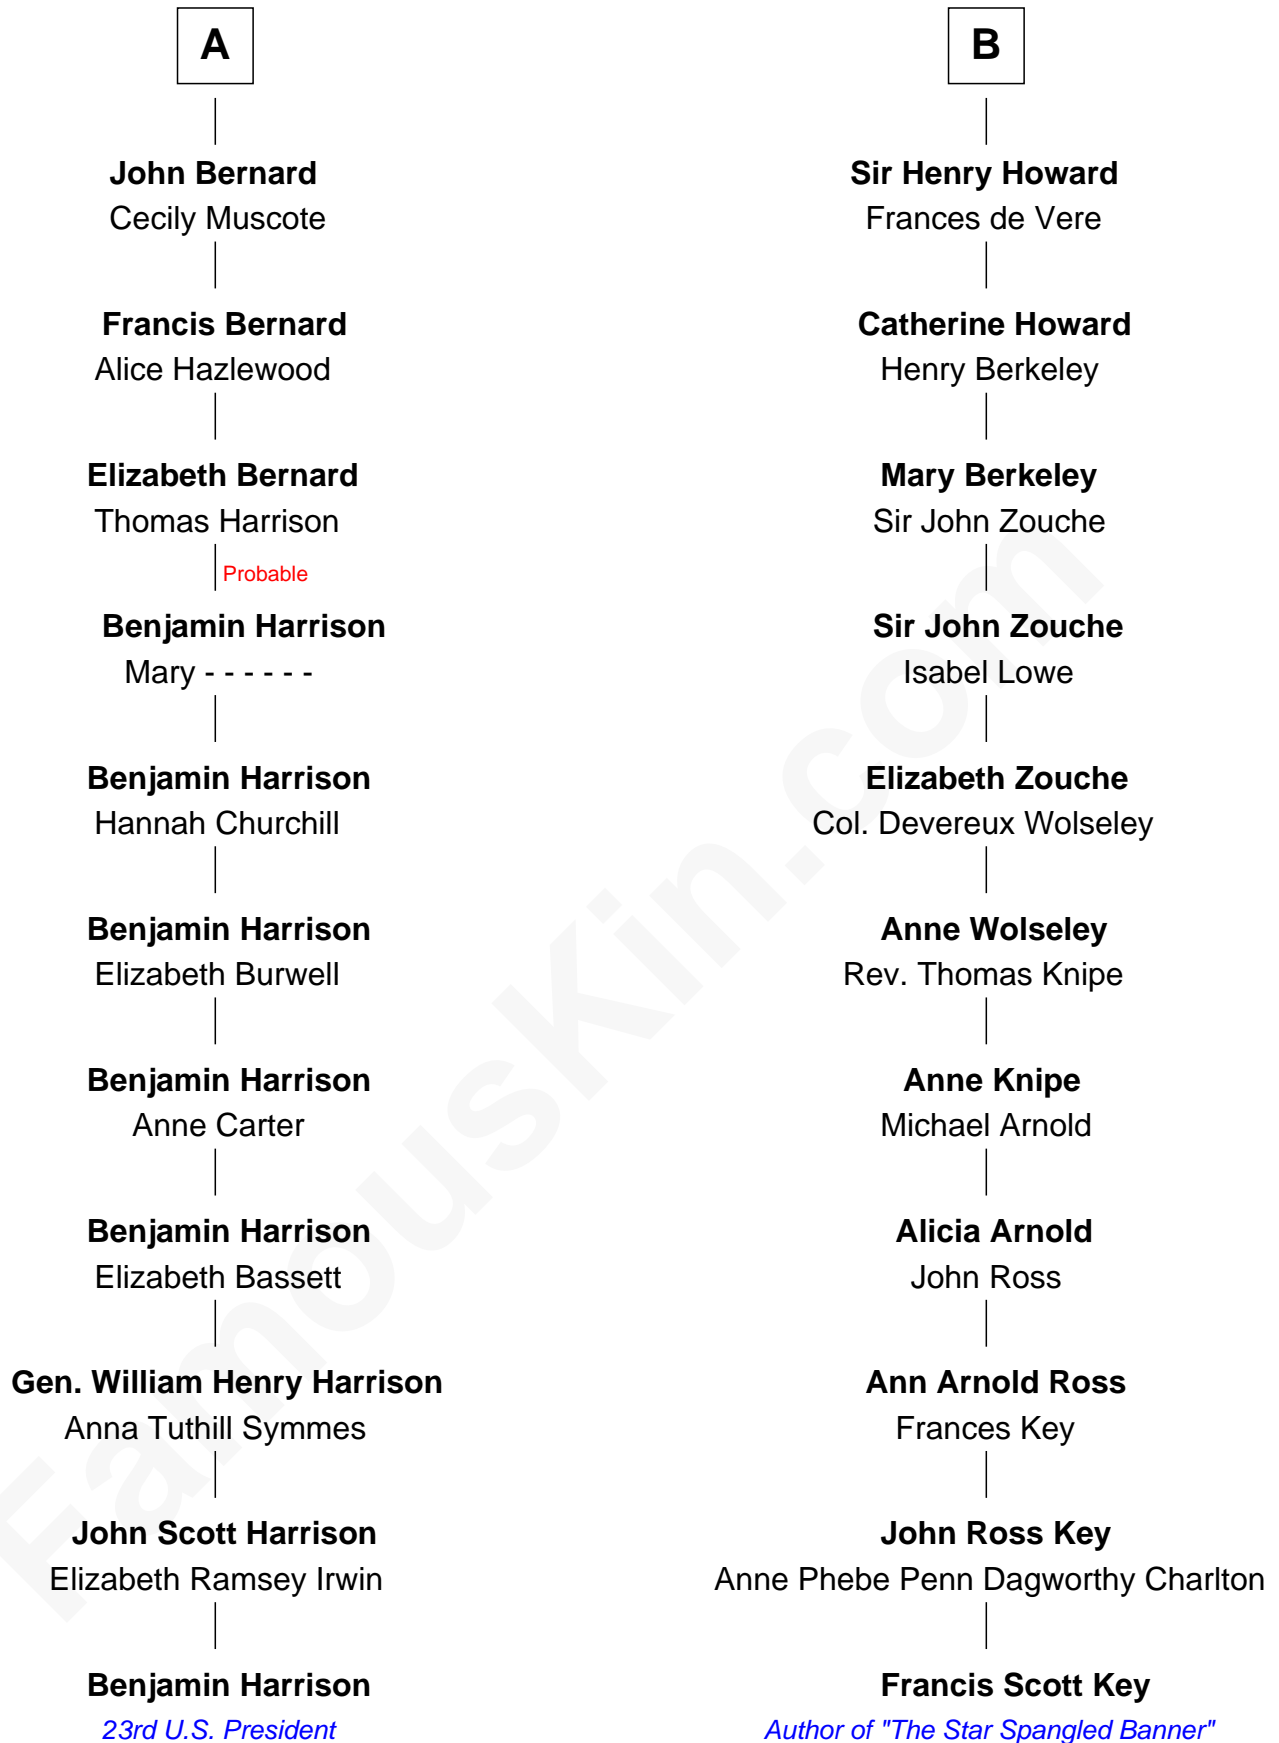 A
John Bernard
Cecily Muscote
Francis Bernard
Alice Hazlewood
Elizabeth Bernard
Thomas Harrison
Probable
Benjamin Harrison
Mary - - - - - -
Benjamin Harrison
Hannah Churchill
Benjamin Harrison
Elizabeth Burwell
Benjamin Harrison
Anne Carter
Benjamin Harrison
Elizabeth Bassett
Gen. William Henry Harrison
Anna Tuthill Symmes
John Scott Harrison
Elizabeth Ramsey Irwin
Benjamin Harrison
23rd U.S. President
B
Sir Henry Howard
Frances de Vere
Catherine Howard
Henry Berkeley
Mary Berkeley
Sir John Zouche
Sir John Zouche
Isabel Lowe
Elizabeth Zouche
Col. Devereux Wolseley
Anne Wolseley
Rev. Thomas Knipe
Anne Knipe
Michael Arnold
Alicia Arnold
John Ross
Ann Arnold Ross
Frances Key
John Ross Key
Anne Phebe Penn Dagworthy Charlton
Francis Scott Key
Author of "The Star Spangled Banner"
FamousKin.com